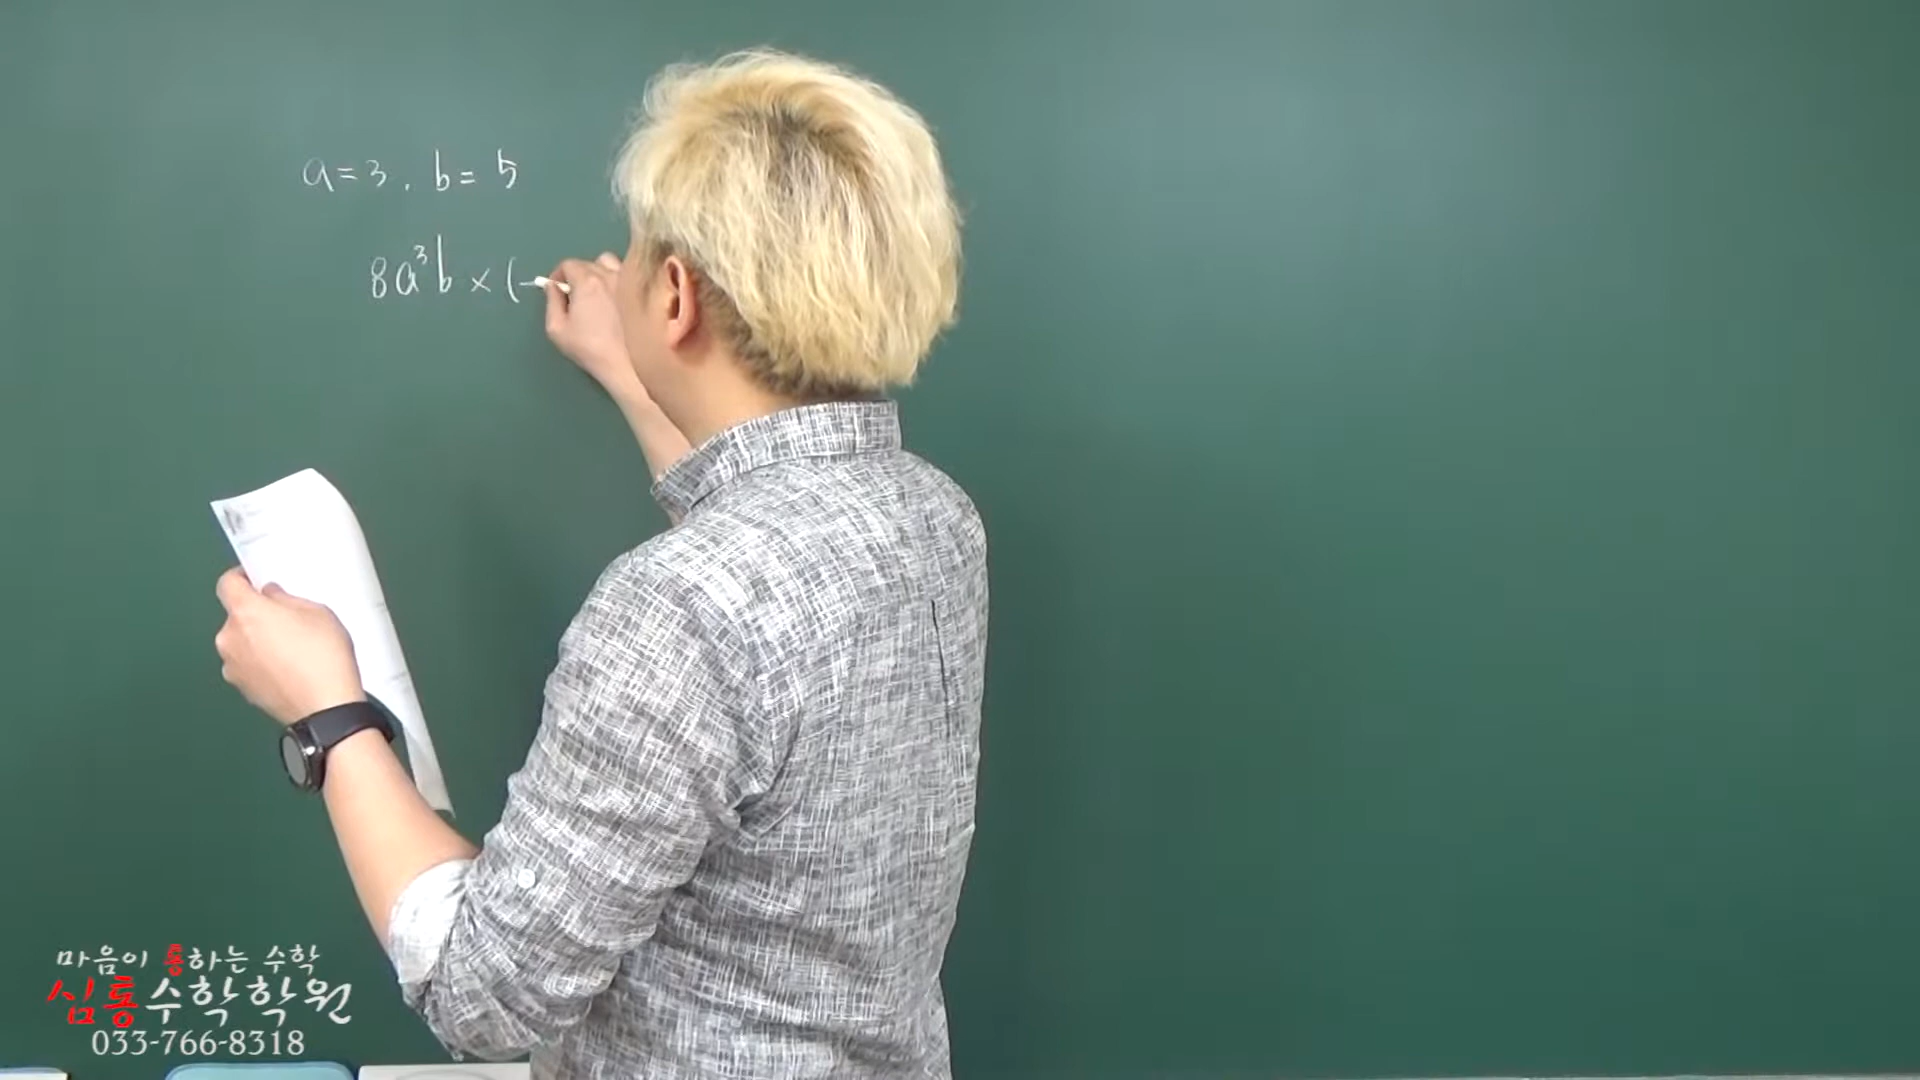 a=3, b=5
8a³b×(-
마음이 통하는 수학
심통수학학원
033-766-8318